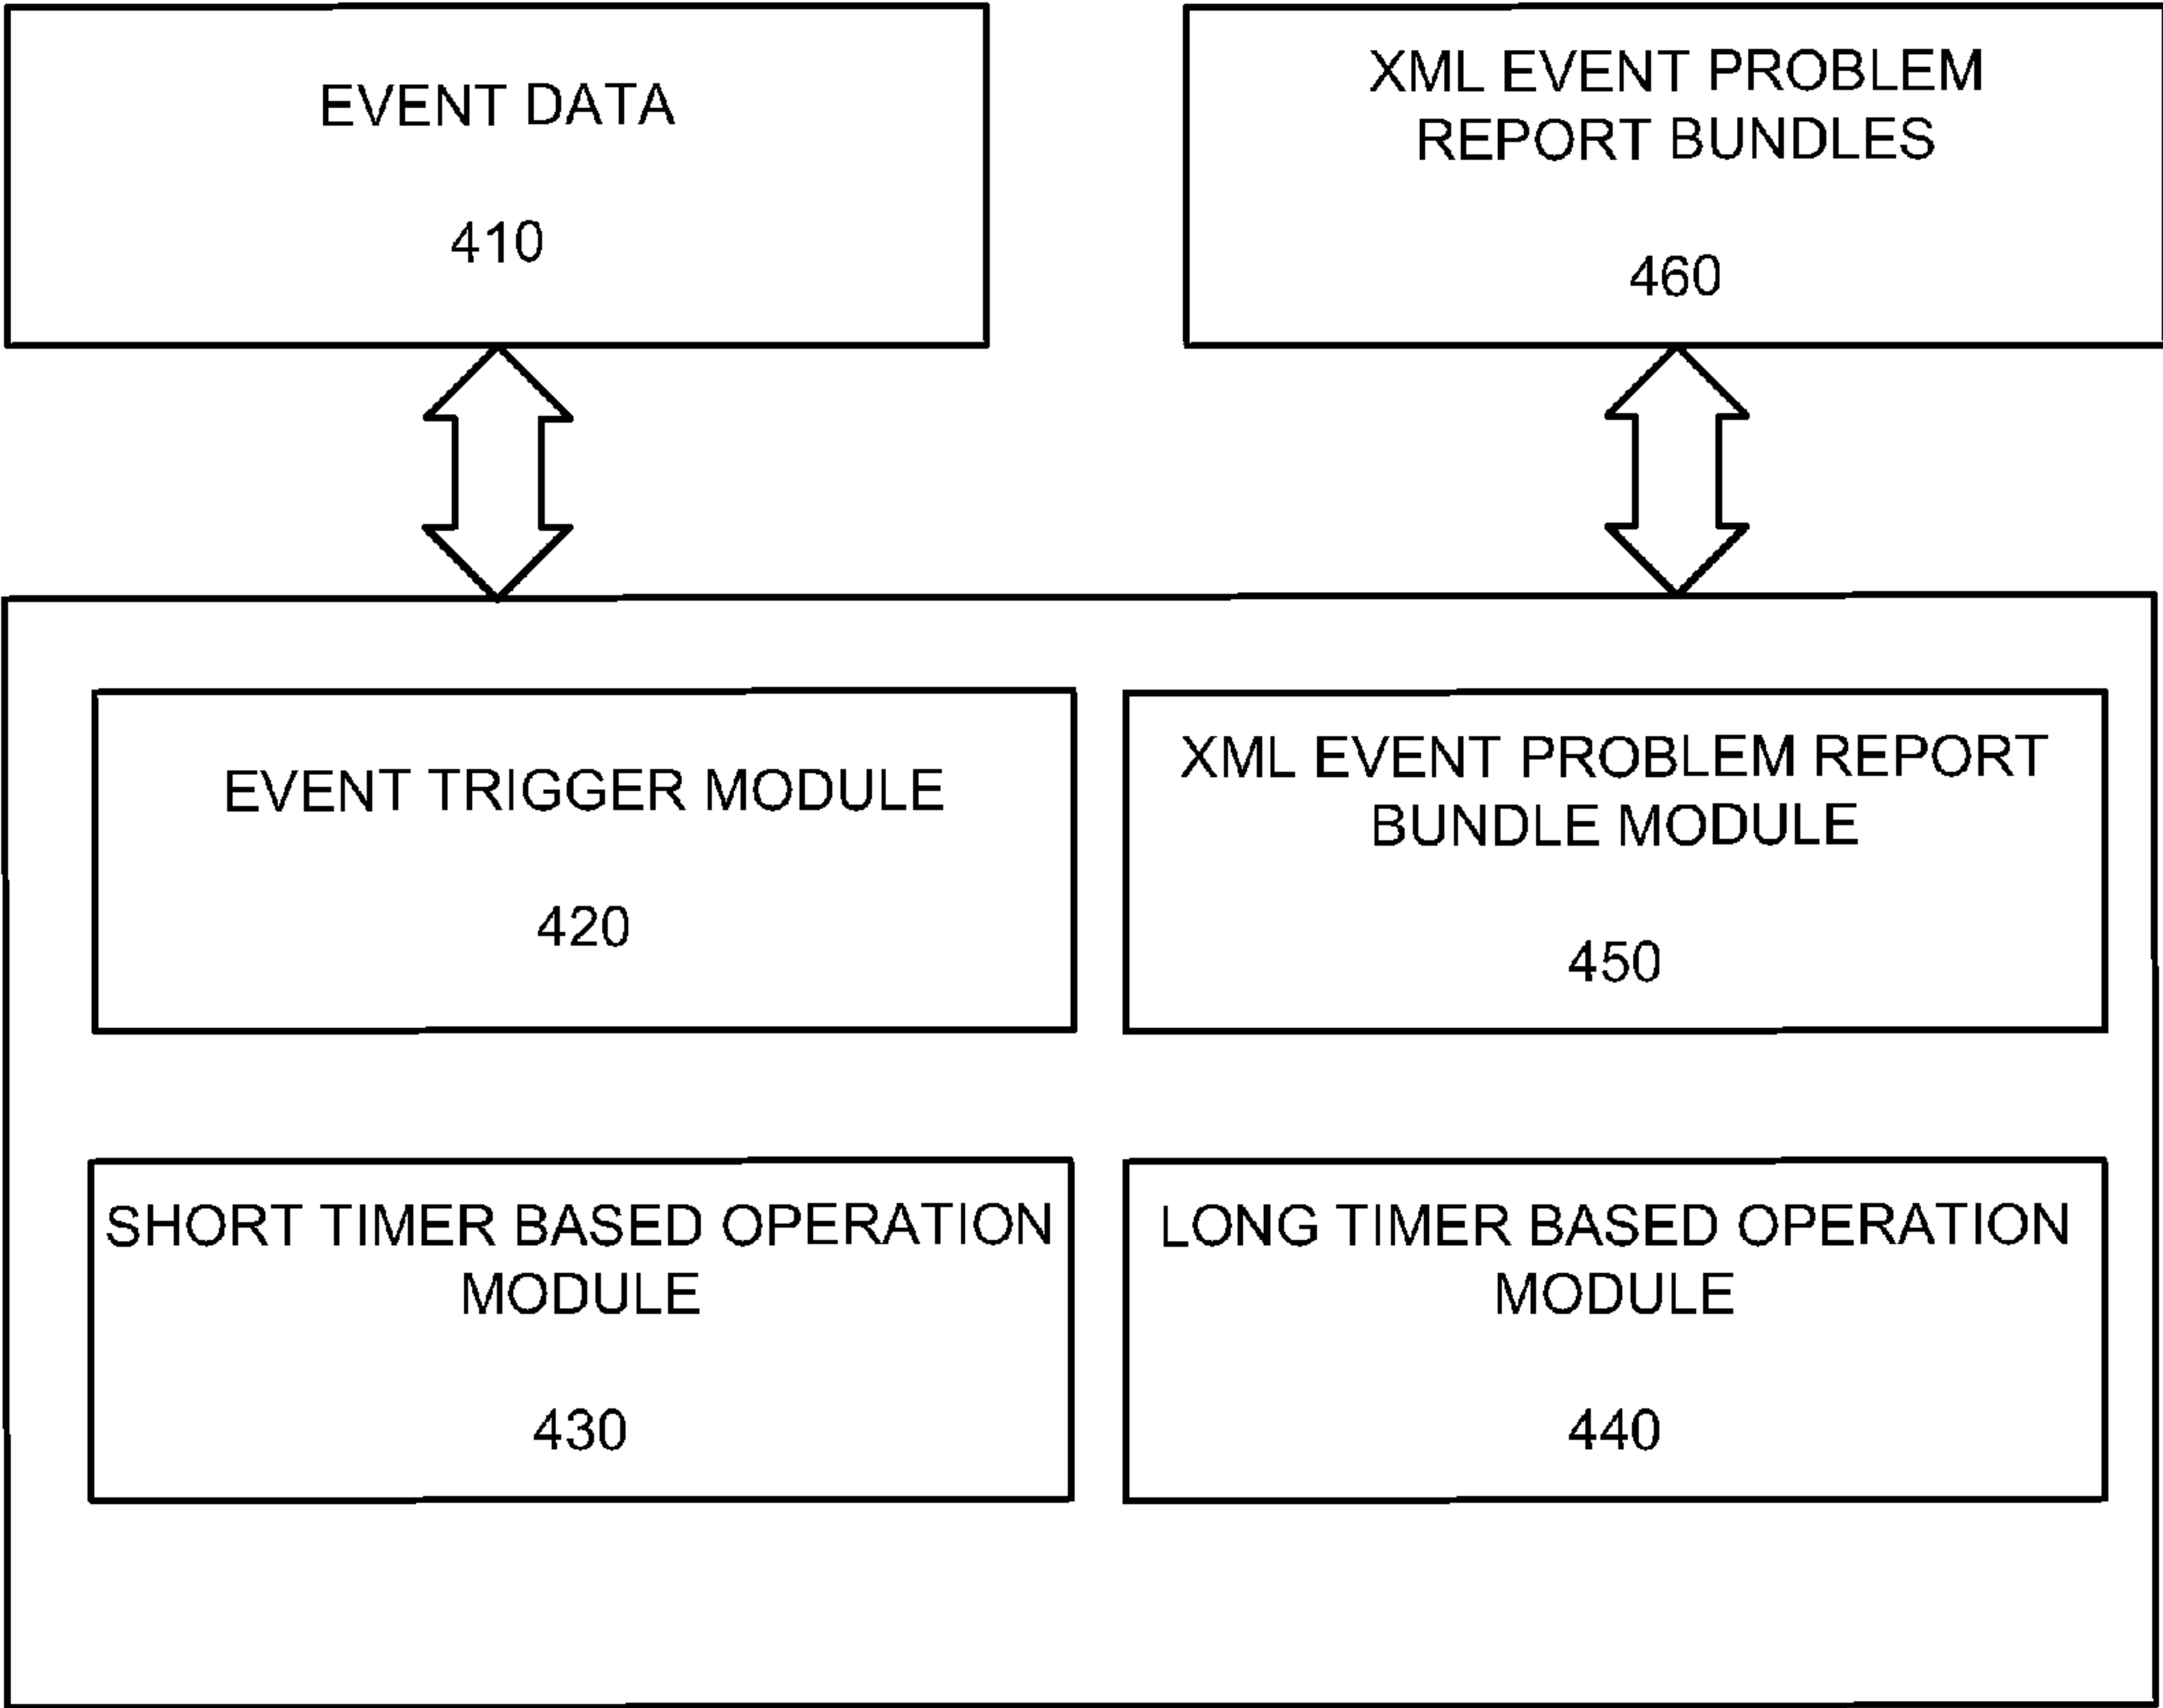 EVENT DATA
410
XML EVENT PROBLEM
REPORT BUNDLES
460
EVENT TRIGGER MODULE
420
XML EVENT PROBLEM REPORT
BUNDLE MODULE
450
SHORT TIMER BASED OPERATION
MODULE
430
LONG TIMER BASED OPERATION
MODULE
440